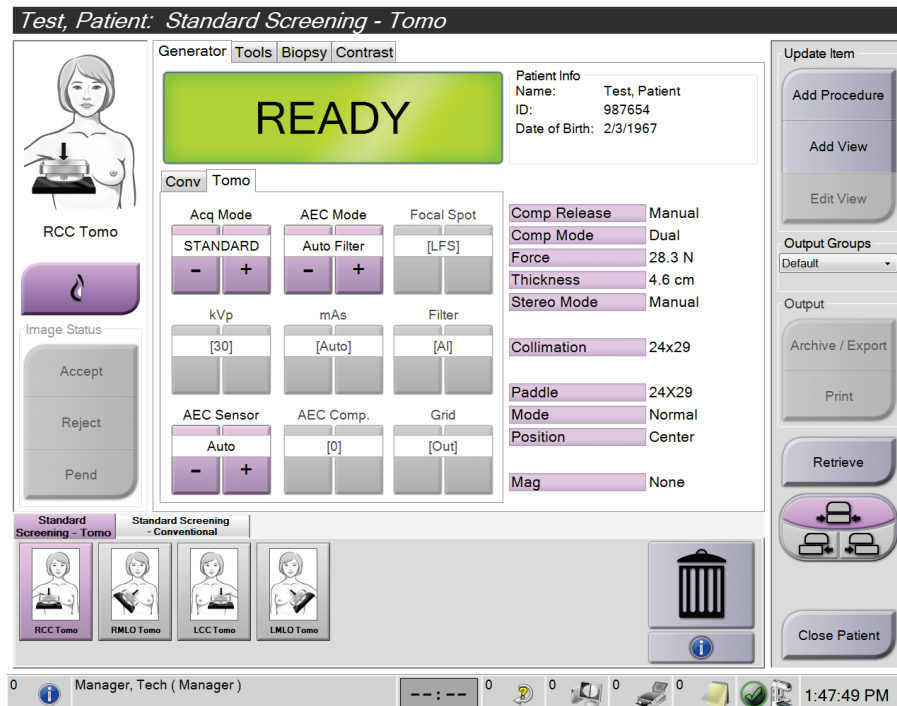 Test, Patient: Standard Screening - Tomo
Generator Tools Biopsy Contrast
READY
Patient Info
Name: Test, Patient
ID: 987654
Date of Birth: 2/3/1967
RCC Tomo
Image Status
Accept
Reject
Pend
Conv Tomo
Acq Mode AEC Mode Focal Spot
STANDARD Auto Filter [LFS]
- + - +
kVp mAs Filter
[30] [Auto] [Al]
AEC Sensor AEC Comp. Grid
Auto [0] [Out]
- +
Comp Release Manual
Comp Mode Dual
Force 28.3 N
Thickness 4.6 cm
Stereo Mode Manual
Collimation 24x29
Paddle 24X29
Mode Normal
Position Center
Mag None
Update Item
Add Procedure
Add View
Edit View
Output Groups
Default
Output
Archive / Export
Print
Retrieve
Close Patient
Standard
Screening - Tomo
Standard Screening
- Conventional
RCC Tomo RMLO Tomo LCC Tomo LMLO Tomo
0 Manager, Tech ( Manager ) --:-- 0 0 0 0 1:47:49 PM